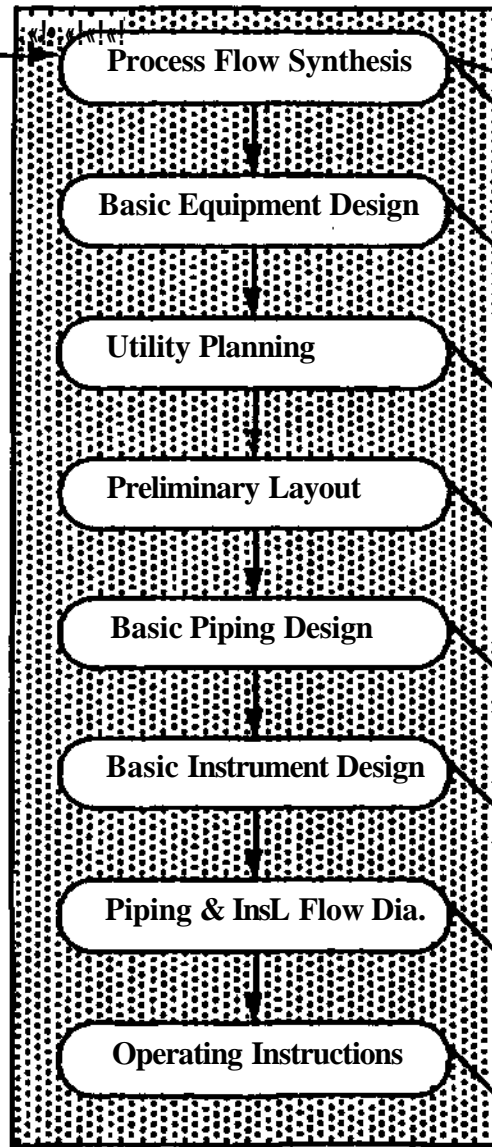 Process Flow Synthesis
Basic Equipment Design
Utility Planning
Preliminary Layout
Basic Piping Design
Basic Instrument Design
Piping & InsL Flow Dia.
Operating Instructions